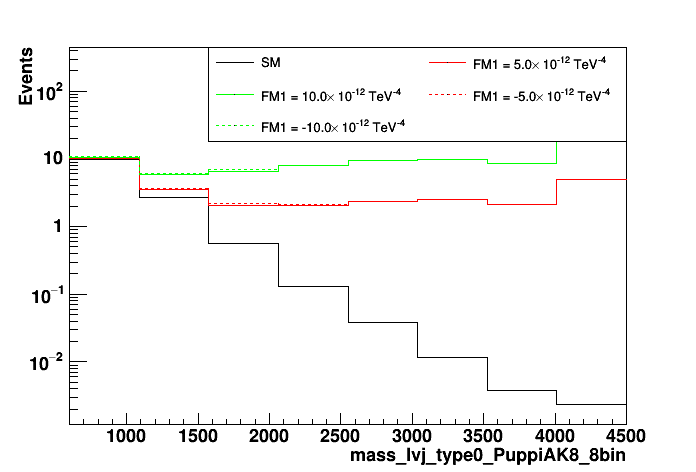 Events
10²
10
1
10⁻¹
10⁻²
SM
FM1 = 5.0× 10⁻¹² TeV⁻⁴
FM1 = 10.0× 10⁻¹² TeV⁻⁴
FM1 = -5.0× 10⁻¹² TeV⁻⁴
FM1 = -10.0× 10⁻¹² TeV⁻⁴
1000 1500 2000 2500 3000 3500 4000 4500
mass_lvj_type0_PuppiAK8_8bin